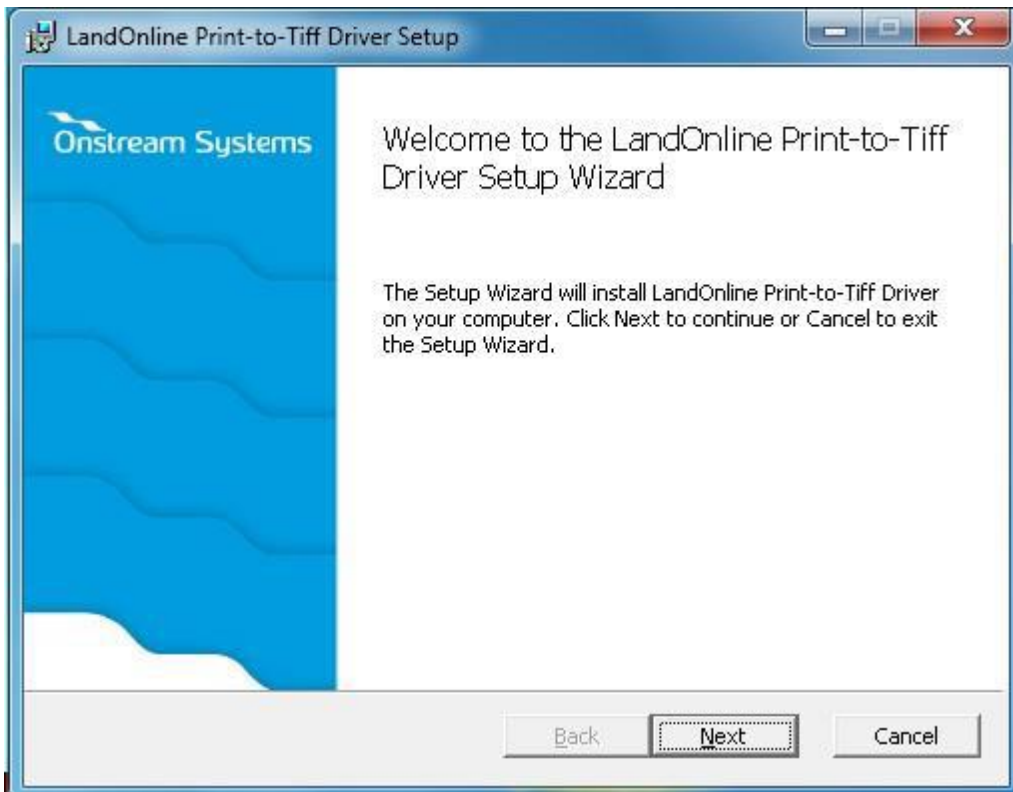 LandOnline Print-to-Tiff Driver Setup
Onstream Systems
Welcome to the LandOnline Print-to-Tiff
Driver Setup Wizard
The Setup Wizard will install LandOnline Print-to-Tiff Driver
on your computer. Click Next to continue or Cancel to exit
the Setup Wizard.
Back
Next
Cancel